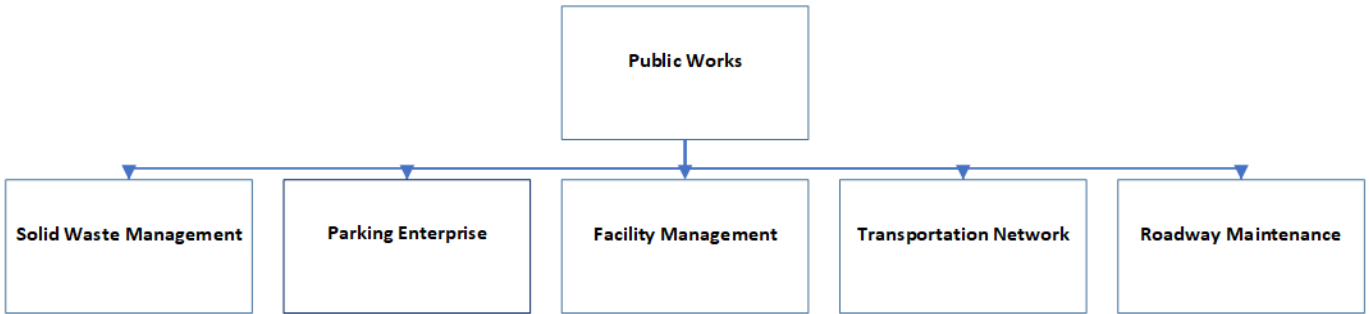 Public Works
Solid Waste Management
Parking Enterprise
Facility Management
Transportation Network
Roadway Maintenance